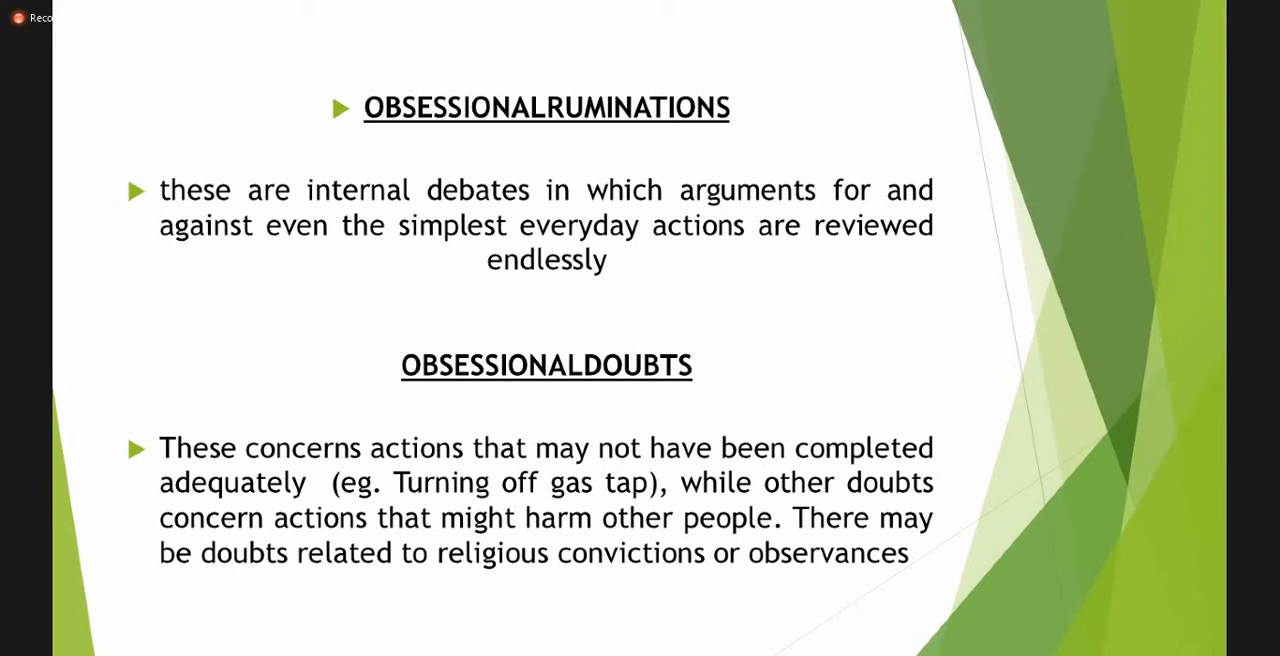 Reco
OBSESSIONALRUMINATIONS
these are internal debates in which arguments for and
against even the simplest everyday actions are reviewed
endlessly
OBSESSIONALDOUBTS
These concerns actions that may not have been completed
adequately (eg. Turning off gas tap), while other doubts
concern actions that might harm other people. There may
be doubts related to religious convictions or observances